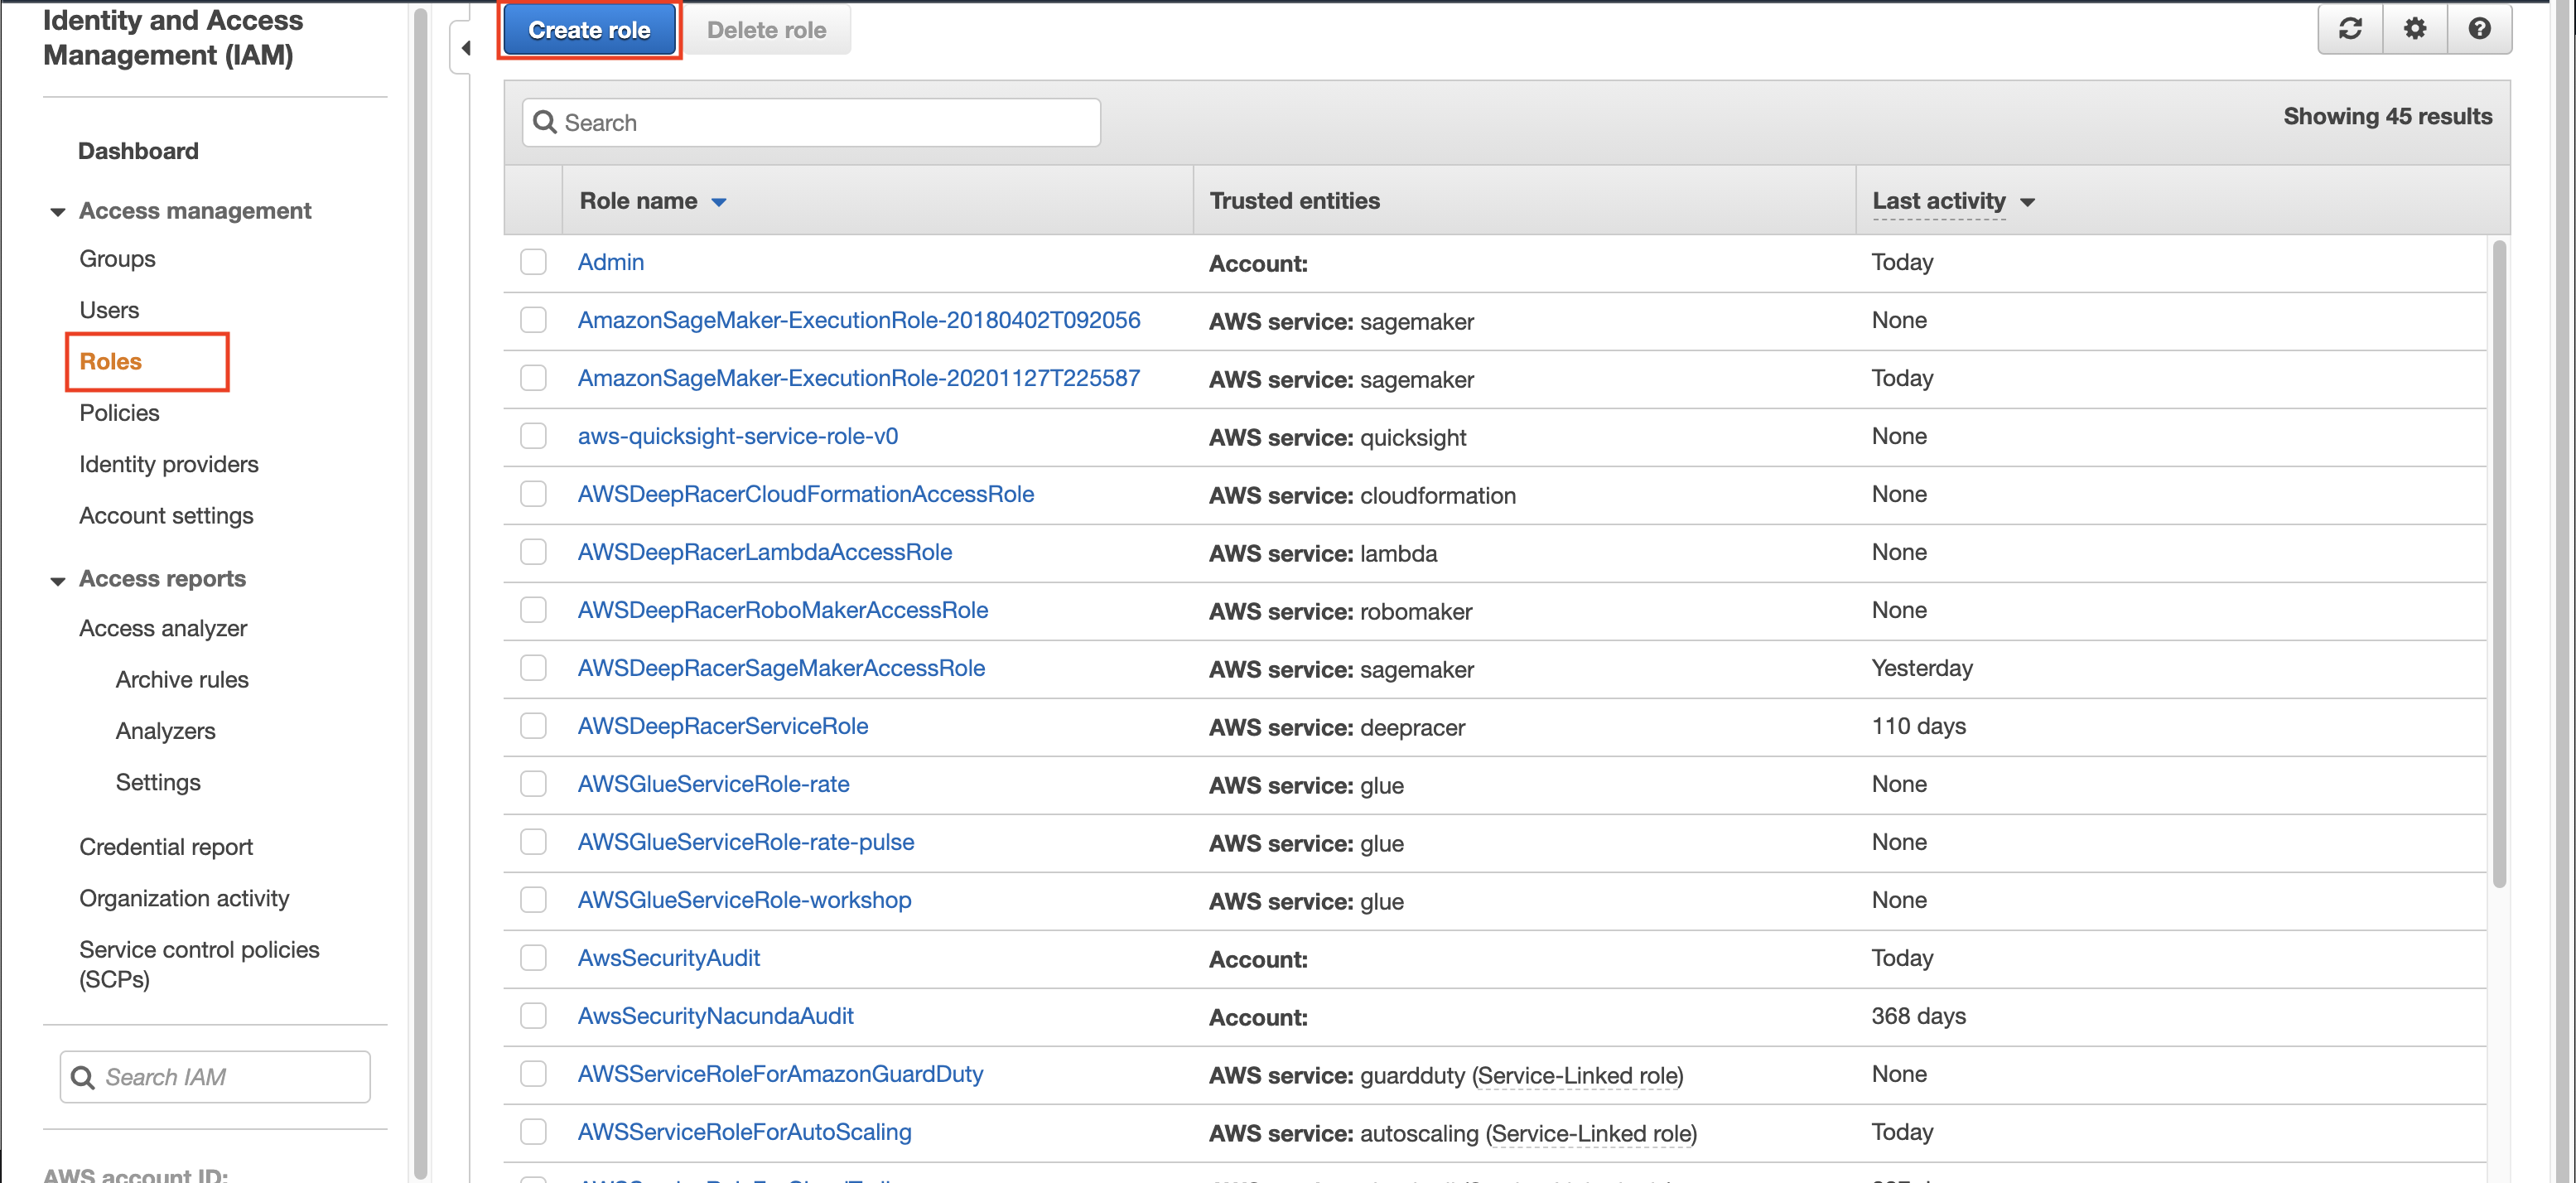 Identity and Access
Management (IAM)
Dashboard
Access management
Groups
Users
Roles
Policies
Identity providers
Account settings
Access reports
Access analyzer
Archive rules
Analyzers
Settings
Credential report
Organization activity
Service control policies
(SCPs)
Search IAM
AWS account ID:
Create role Delete role
Search
Showing 45 results
Role name Trusted entities Last activity
Admin Account: Today
AmazonSageMaker-ExecutionRole-20180402T092056 AWS service: sagemaker None
AmazonSageMaker-ExecutionRole-20201127T225587 AWS service: sagemaker Today
aws-quicksight-service-role-v0 AWS service: quicksight None
AWSDeepRacerCloudFormationAccessRole AWS service: cloudformation None
AWSDeepRacerLambdaAccessRole AWS service: lambda None
AWSDeepRacerRoboMakerAccessRole AWS service: robomaker None
AWSDeepRacerSageMakerAccessRole AWS service: sagemaker Yesterday
AWSDeepRacerServiceRole AWS service: deepracer 110 days
AWSGlueServiceRole-rate AWS service: glue None
AWSGlueServiceRole-rate-pulse AWS service: glue None
AWSGlueServiceRole-workshop AWS service: glue None
AwsSecurityAudit Account: Today
AwsSecurityNacundaAudit Account: 368 days
AWSServiceRoleForAmazonGuardDuty AWS service: guardduty (Service-Linked role) None
AWSServiceRoleForAutoScaling AWS service: autoscaling (Service-Linked role) Today